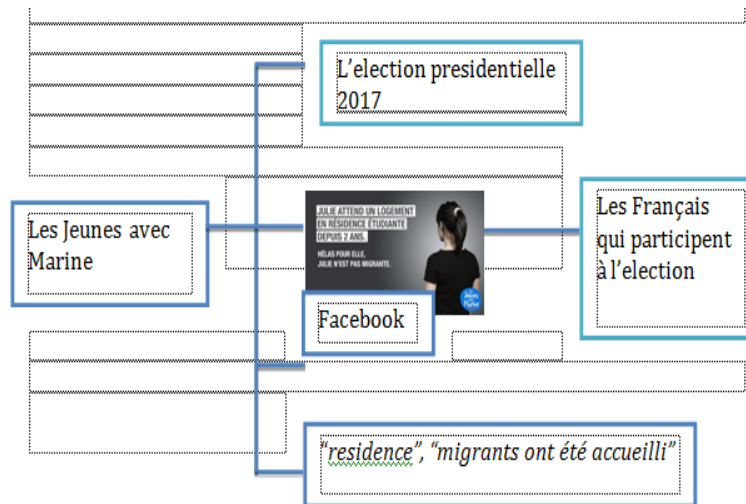 L'election presidentielle
2017
Les Jeunes avec
Marine
JULIE ATTEND UN LOGEMENT
EN RÉSIDENCE ÉTUDIANTE
DEPUIS 2 ANS.
HÉLAS POUR ELLE,
JULIE N'EST PAS MIGRANTE.
Les Français
qui participent
à l'election
Facebook
"residence", "migrants ont été accueilli"